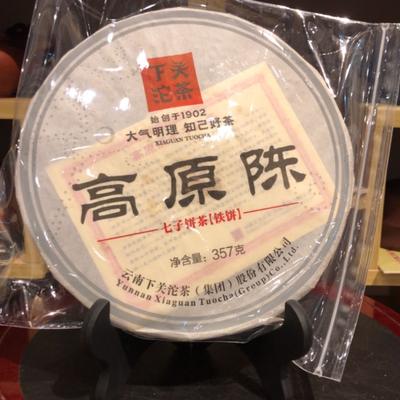 下关
沱茶
始创于1902
大气明理 知己好茶
XIAGUAN TUOCHA
高原陈
七子饼茶【铁饼】
净含量:357克
云南下关沱茶(集团)股份有限公司
Yunnan Xiaguan Tuocha(Group)Co.,Ltd.